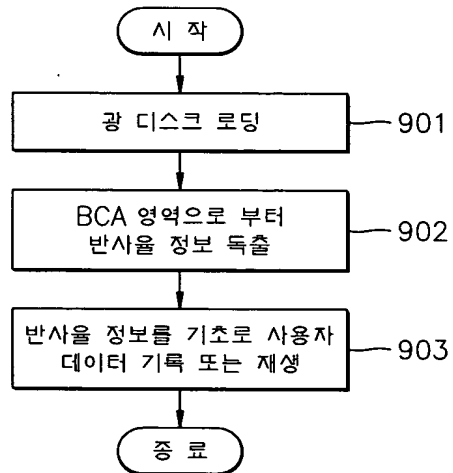 시 작
광 디스크 로딩
901
BCA 영역으로 부터
반사율 정보 독출
902
반사율 정보를 기초로 사용자
데이터 기록 또는 재생
903
종 료